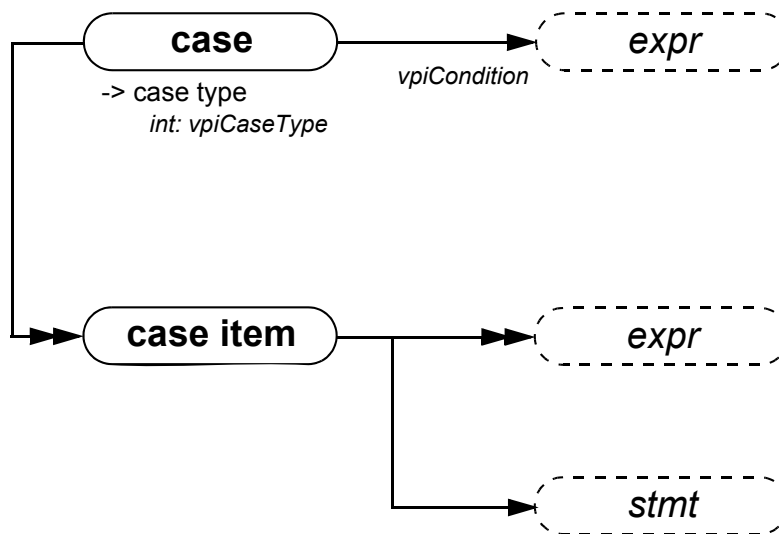 case
expr
vpiCondition
-> case type
int: vpiCaseType
case item
expr
stmt